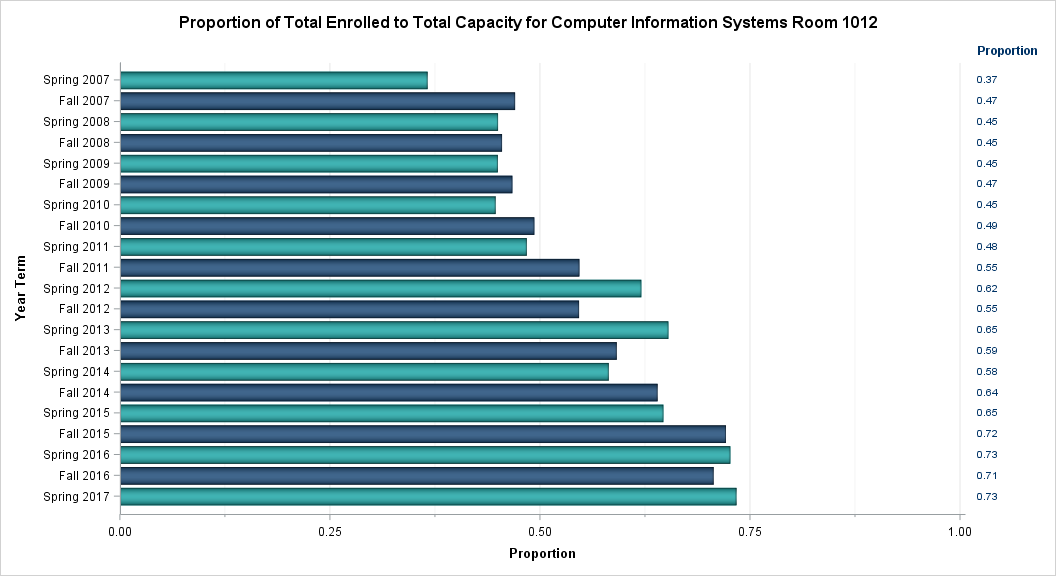 Proportion of Total Enrolled to Total Capacity for Computer Information Systems Room 1012
Proportion
Spring 2007 0.37
Fall 2007 0.47
Spring 2008 0.45
Fall 2008 0.45
Spring 2009 0.45
Fall 2009 0.47
Spring 2010 0.45
Fall 2010 0.49
Spring 2011 0.48
Fall 2011 0.55
Spring 2012 0.62
Fall 2012 0.55
Spring 2013 0.65
Fall 2013 0.59
Spring 2014 0.58
Fall 2014 0.64
Spring 2015 0.65
Fall 2015 0.72
Spring 2016 0.73
Fall 2016 0.71
Spring 2017 0.73
Year Term
0.00 0.25 0.50 0.75 1.00
Proportion